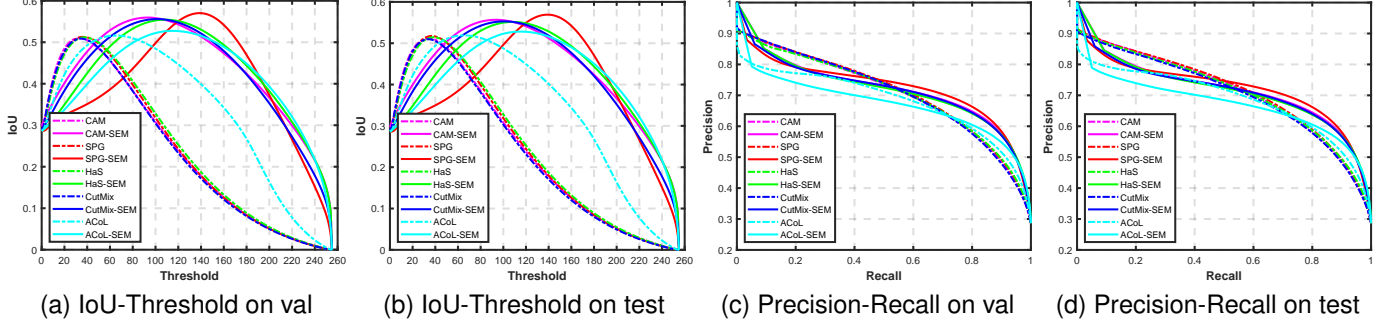 IoU
0.6
0.5
0.4
0.3
0.2
0.1
0
CAM
CAM-SEM
SPG
SPG-SEM
HaS
HaS-SEM
CutMix
CutMix-SEM
ACoL
ACoL-SEM
0 20 40 60 80 100 120 140 160 180 200 220 240 260
Threshold
(a) IoU-Threshold on val
IoU
0.6
0.5
0.4
0.3
0.2
0.1
0
CAM
CAM-SEM
SPG
SPG-SEM
HaS
HaS-SEM
CutMix
CutMix-SEM
ACoL
ACoL-SEM
0 20 40 60 80 100 120 140 160 180 200 220 240 260
Threshold
(b) IoU-Threshold on test
Precision
1
0.9
0.8
0.7
0.6
0.5
0.4
0.3
0.2
CAM
CAM-SEM
SPG
SPG-SEM
HaS
HaS-SEM
CutMix
CutMix-SEM
ACoL
ACoL-SEM
0 0.2 0.4 0.6 0.8 1
Recall
(c) Precision-Recall on val
Precision
1
0.9
0.8
0.7
0.6
0.5
0.4
0.3
0.2
CAM
CAM-SEM
SPG
SPG-SEM
HaS
HaS-SEM
CutMix
CutMix-SEM
ACoL
ACoL-SEM
0 0.2 0.4 0.6 0.8 1
Recall
(d) Precision-Recall on test